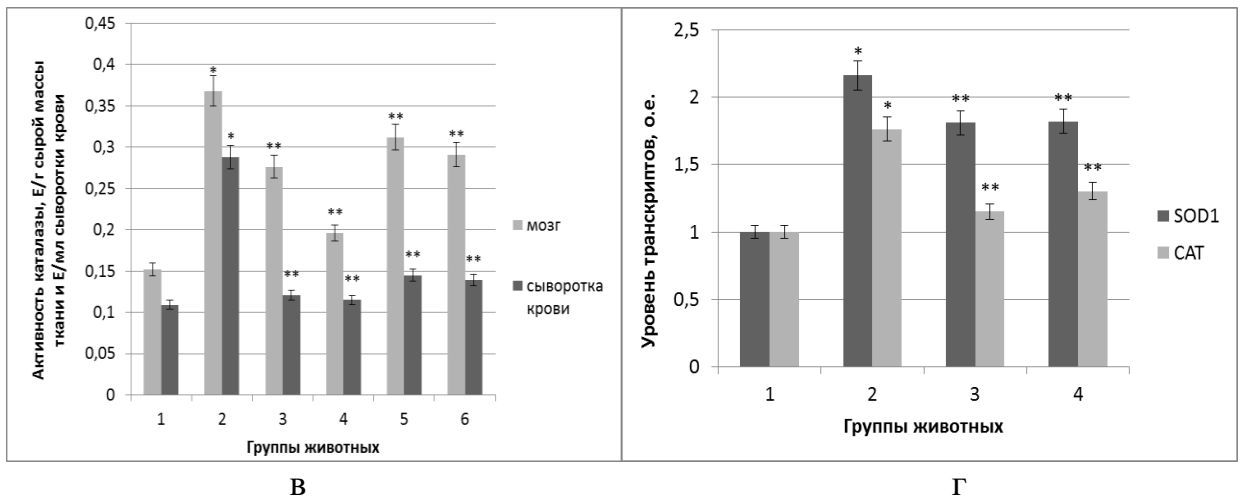 Активность каталазы, Е/г сырой массы
ткани и Е/мл сыворотки крови
0,45
0,4
0,35
0,3
0,25
0,2
0,15
0,1
0,05
0
*
*
**
**
**
**
**
**
**
**
1 2 3 4 5 6
Группы животных
мозг
сыворотка
крови
В
Уровень транскриптов, о.е.
2,5
2
1,5
1
0,5
0
*
*
**
**
**
**
1 2 3 4
Группы животных
SOD1
CAT
Г